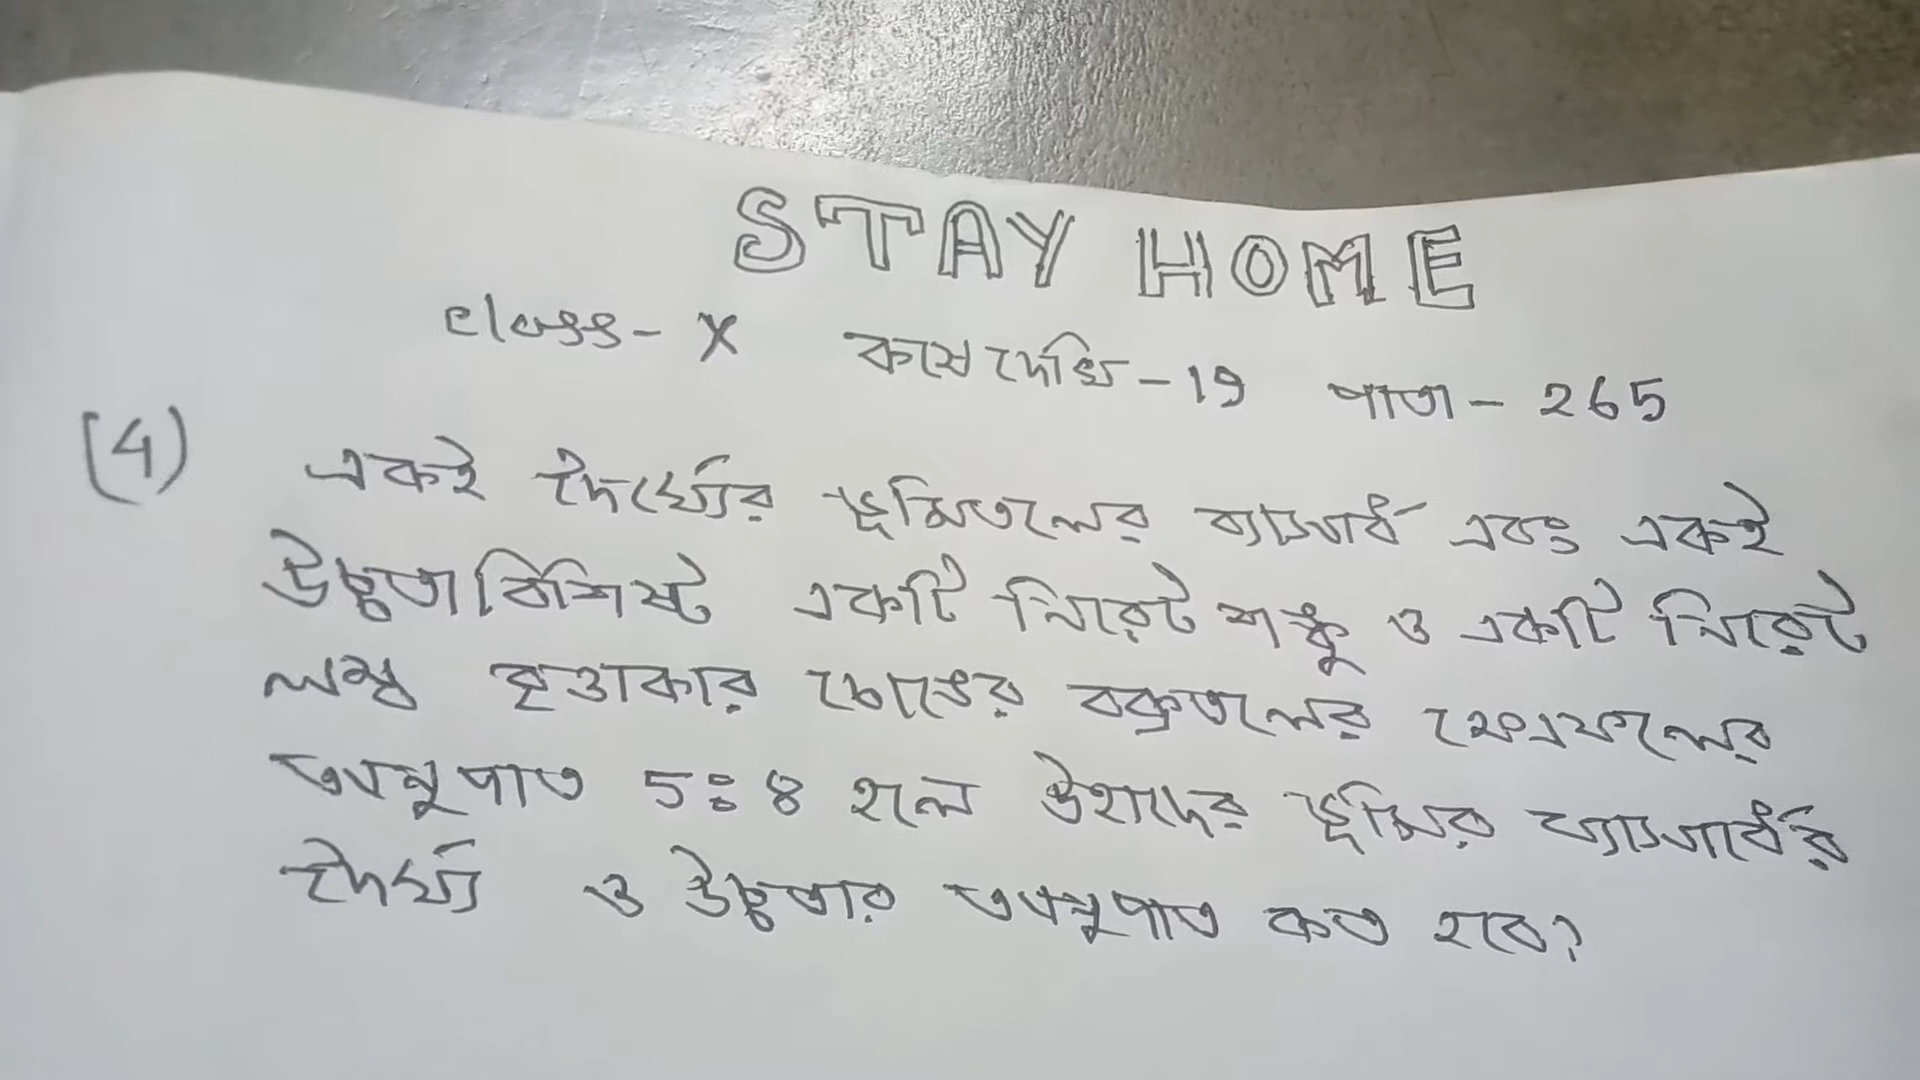 STAY HOME
class - X কষে দেখি - 19 পাতা - 265
(4) একই দৈর্ঘ্যের ভূমিতলের ব্যাসার্ধ এবং একই
উচ্চতাবিশিষ্ট একটি নিরেট শঙ্কু ও একটি নিরেট
লম্ব বৃত্তাকার চোঙের বক্রতলের ক্ষেত্রফলের
অনুপাত 5:8 হলে উহাদের ভূমির ব্যাসার্ধের
দৈর্ঘ্য ও উচ্চতার অনুপাত কত হবে?